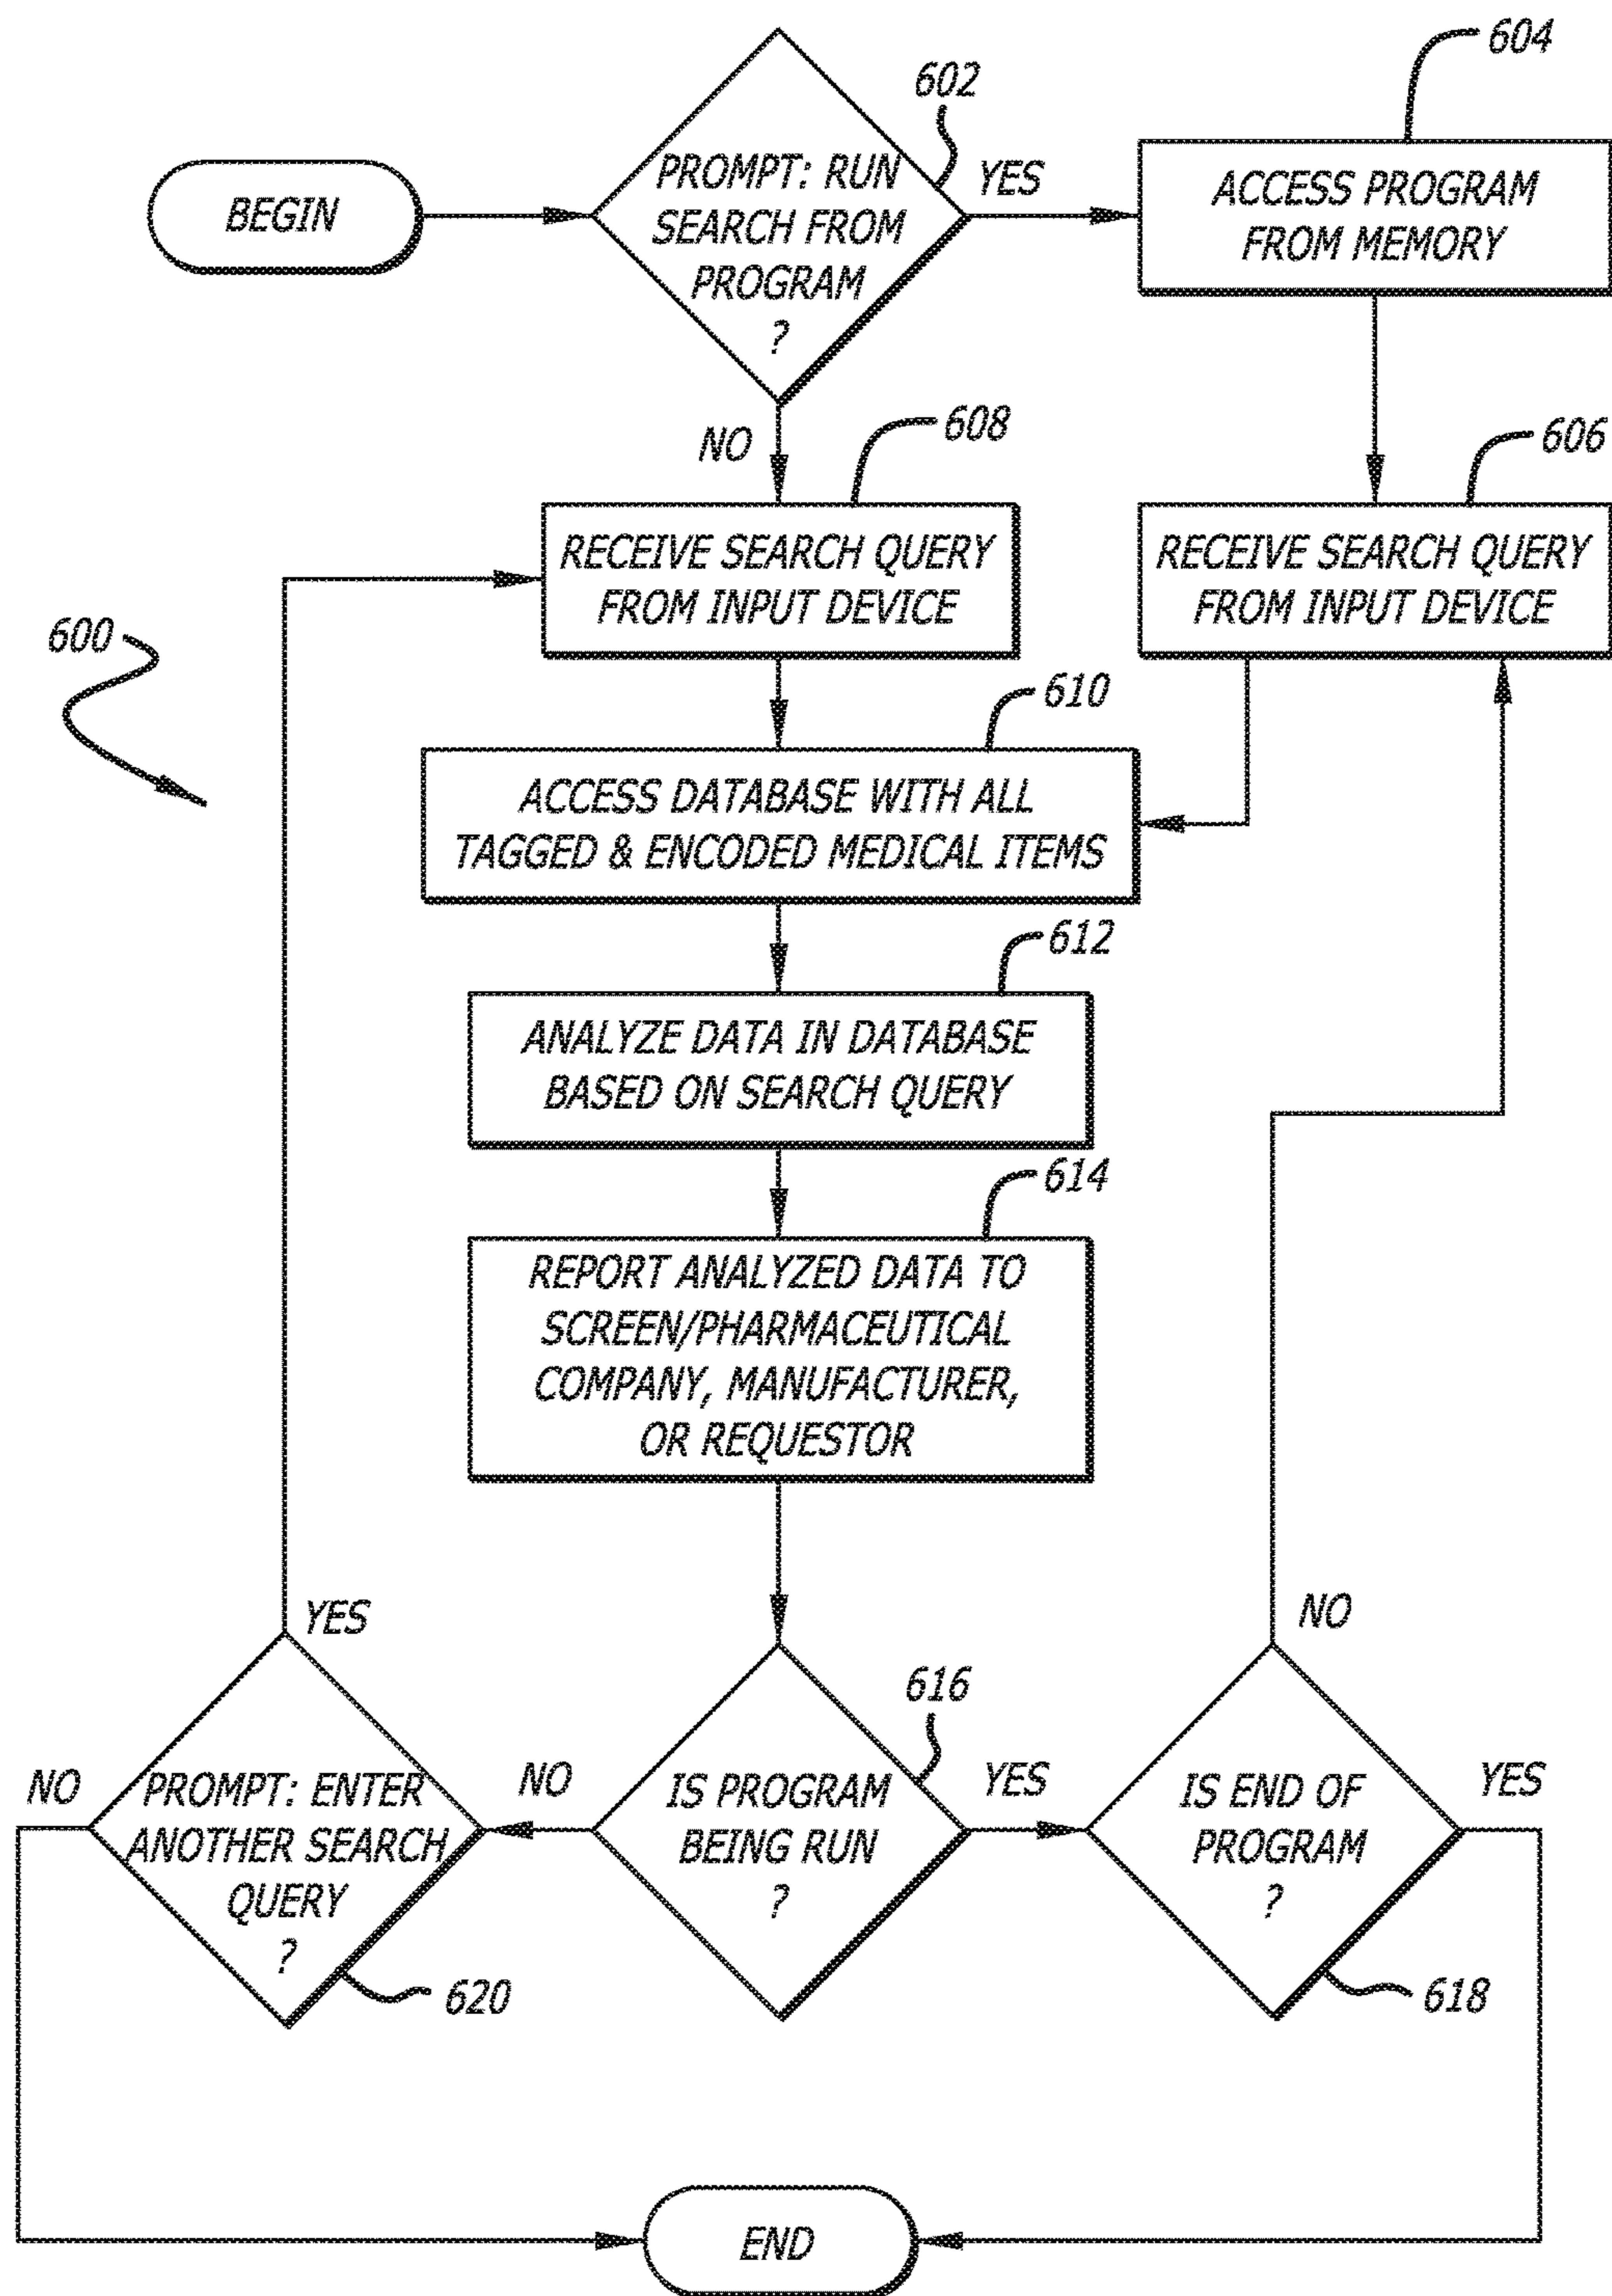 604
602
PROMPT: RUN
SEARCH FROM
PROGRAM
?
YES
BEGIN
ACCESS PROGRAM
FROM MEMORY
NO
608
606
RECEIVE SEARCH QUERY
FROM INPUT DEVICE
RECEIVE SEARCH QUERY
FROM INPUT DEVICE
600
610
ACCESS DATABASE WITH ALL
TAGGED & ENCODED MEDICAL ITEMS
612
ANALYZE DATA IN DATABASE
BASED ON SEARCH QUERY
614
REPORT ANALYZED DATA TO
SCREEN/PHARMACEUTICAL
COMPANY, MANUFACTURER,
OR REQUESTOR
YES
NO
616
NO
PROMPT: ENTER
ANOTHER SEARCH
QUERY
?
NO
IS PROGRAM
BEING RUN
?
YES
IS END OF
PROGRAM
?
YES
620
618
END